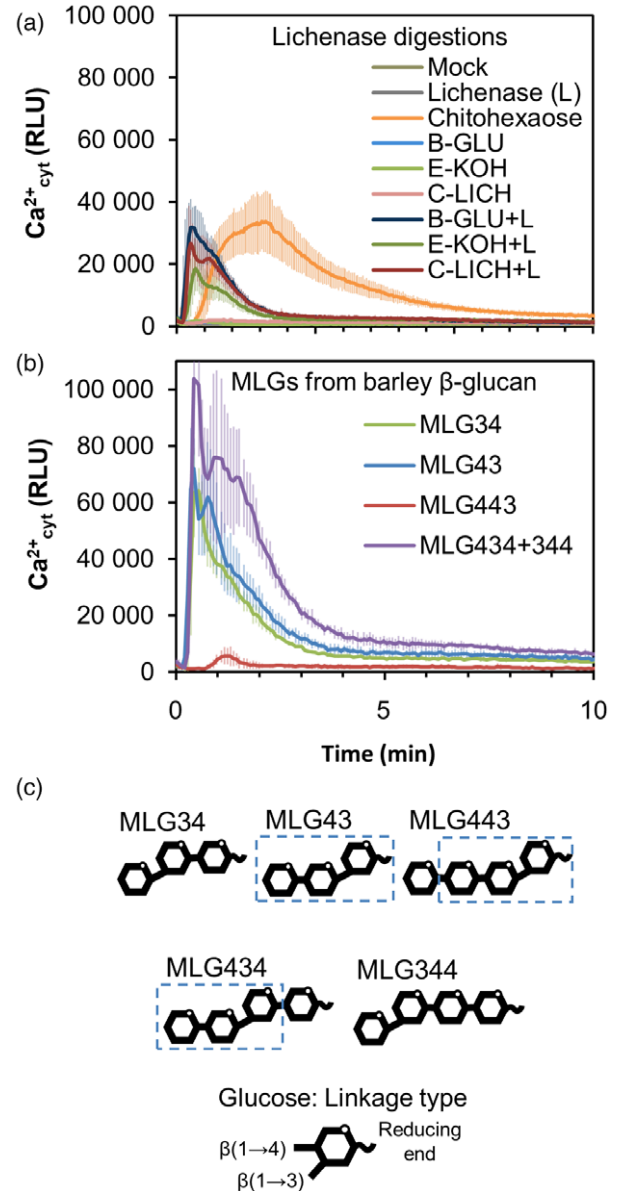 (a)
100 000
80 000
60 000
40 000
20 000
0
Ca²⁺cyt (RLU)
Lichenase digestions
Mock
Lichenase (L)
Chitohexaose
B-GLU
E-KOH
C-LICH
B-GLU+L
E-KOH+L
C-LICH+L
(b)
100 000
80 000
60 000
40 000
20 000
0
Ca²⁺cyt (RLU)
MLGs from barley β-glucan
MLG34
MLG43
MLG443
MLG434+344
0 5 10
Time (min)
(c)
MLG34 MLG43 MLG443
MLG434 MLG344
Glucose: Linkage type
β(1→4) Reducing
end
β(1→3)